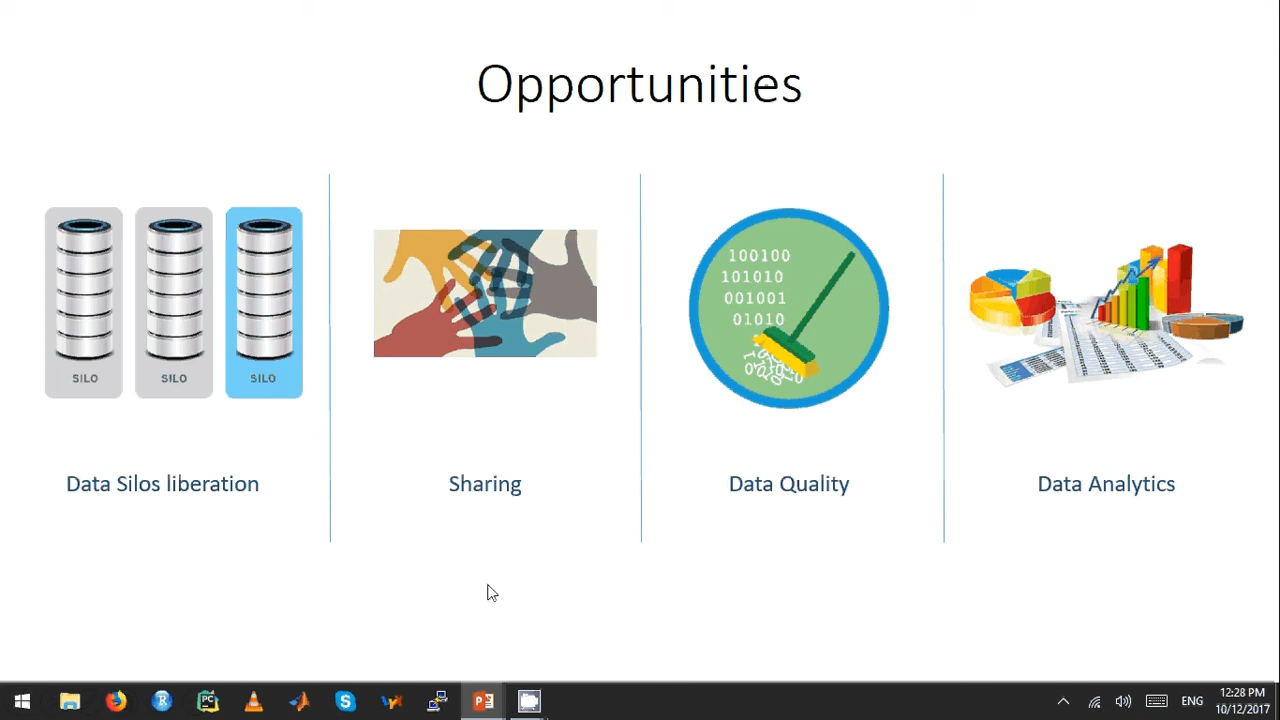 Opportunities
SILO
SILO
SILO
100100
101010
001001
01010
Data Silos liberation
Sharing
Data Quality
Data Analytics
PC
ENG
12:28 PM
10/12/2017